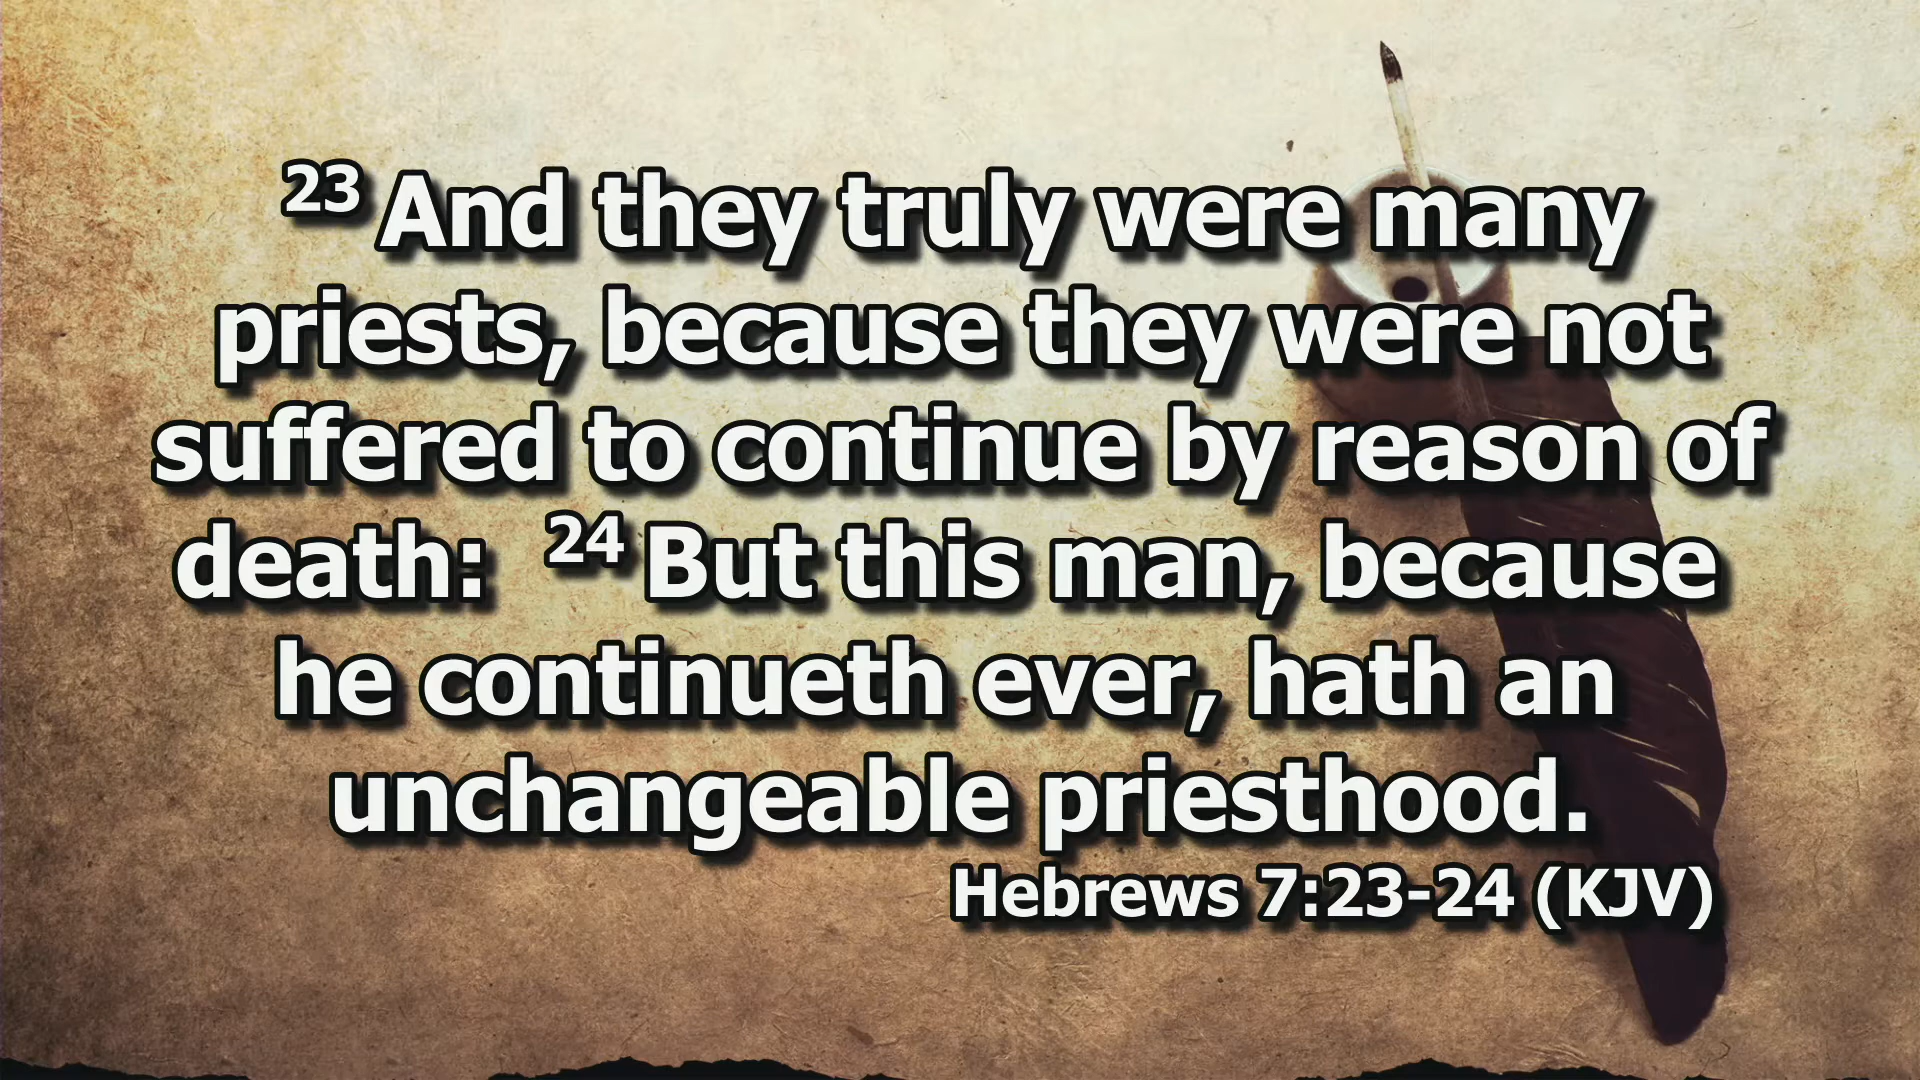 23 And they truly were many
priests, because they were not
suffered to continue by reason of
death: 24 But this man, because
he continueth ever, hath an
unchangeable priesthood.
Hebrews 7:23-24 (KJV)